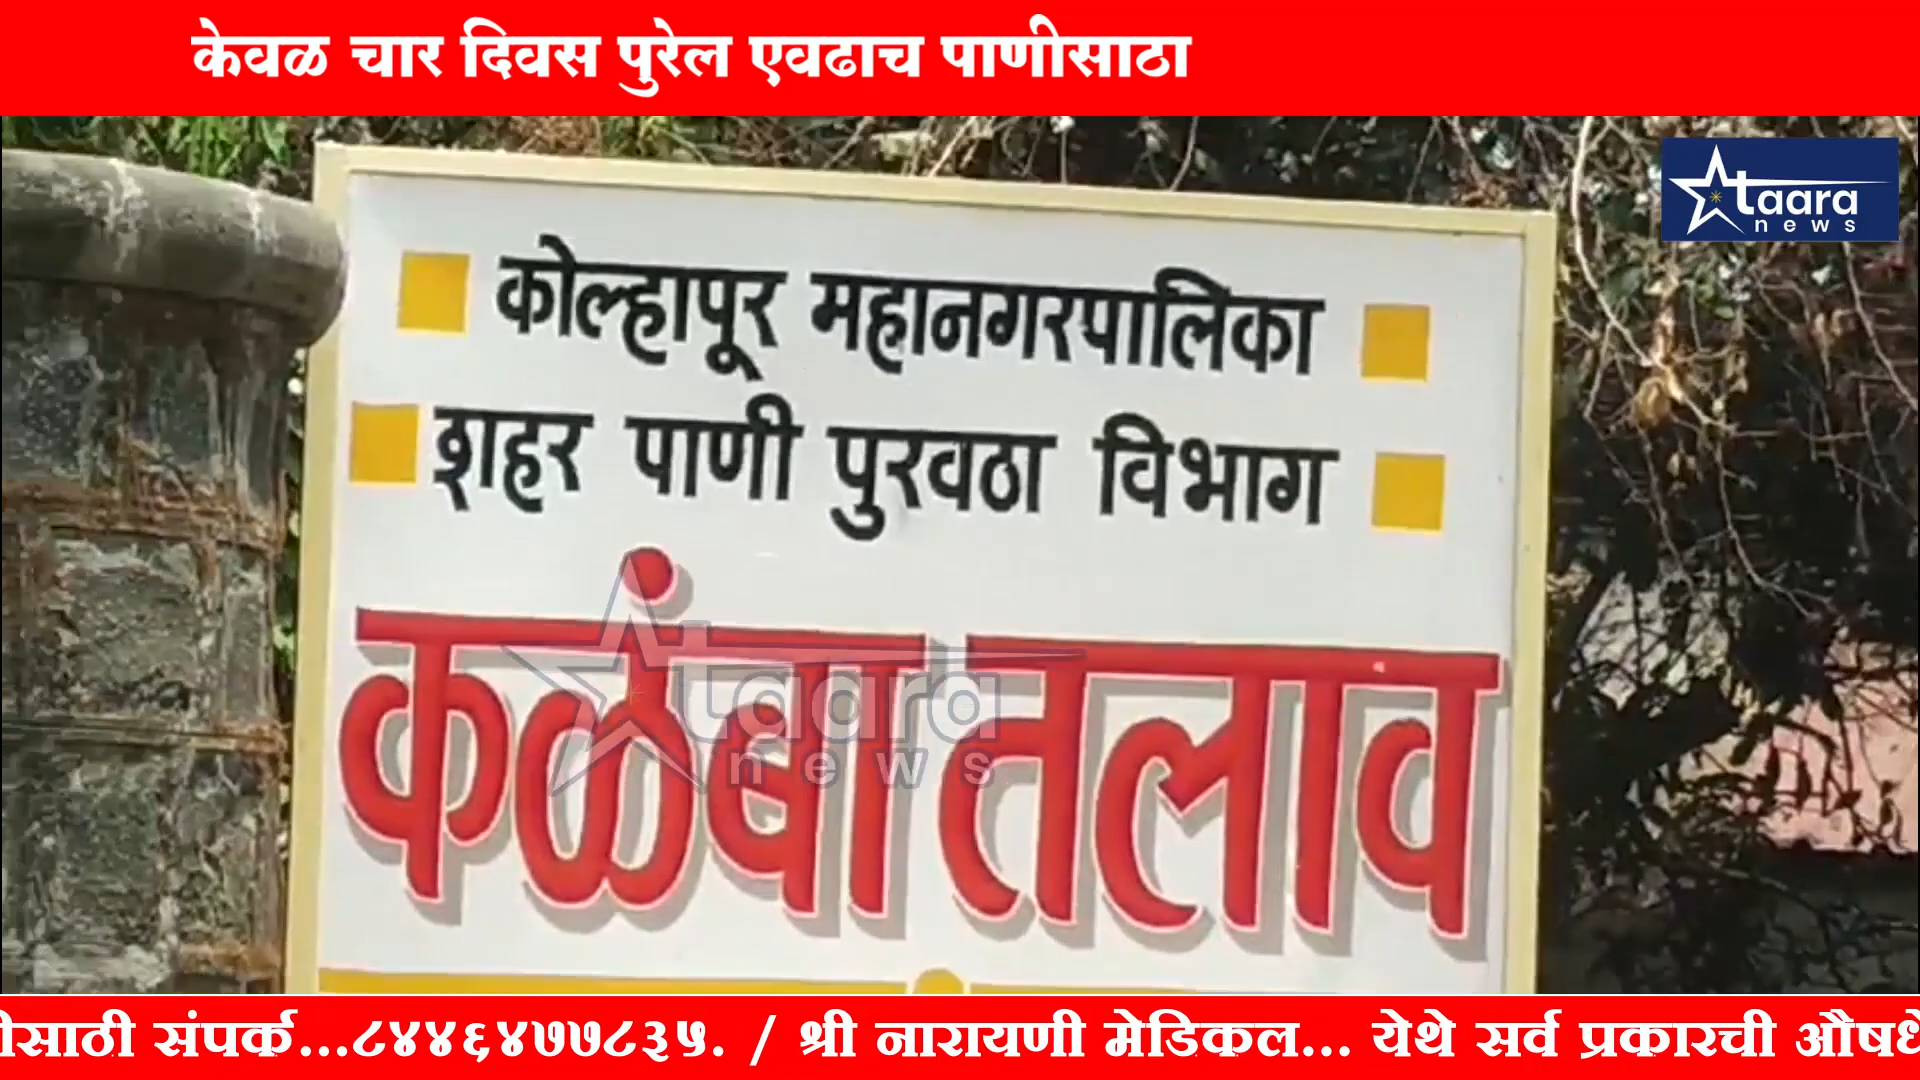 केवळ चार दिवस पुरेल एवढाच पाणीसाठा
taara
news
कोल्हापूर महानगरपालिका
शहर पाणी पुरवठा विभाग
कळंबा तलाव
taara
news
ीसाठी संपर्क...८४४६४७७८३५. / श्री नारायणी मेडिकल... येथे सर्व प्रकारची औषधे